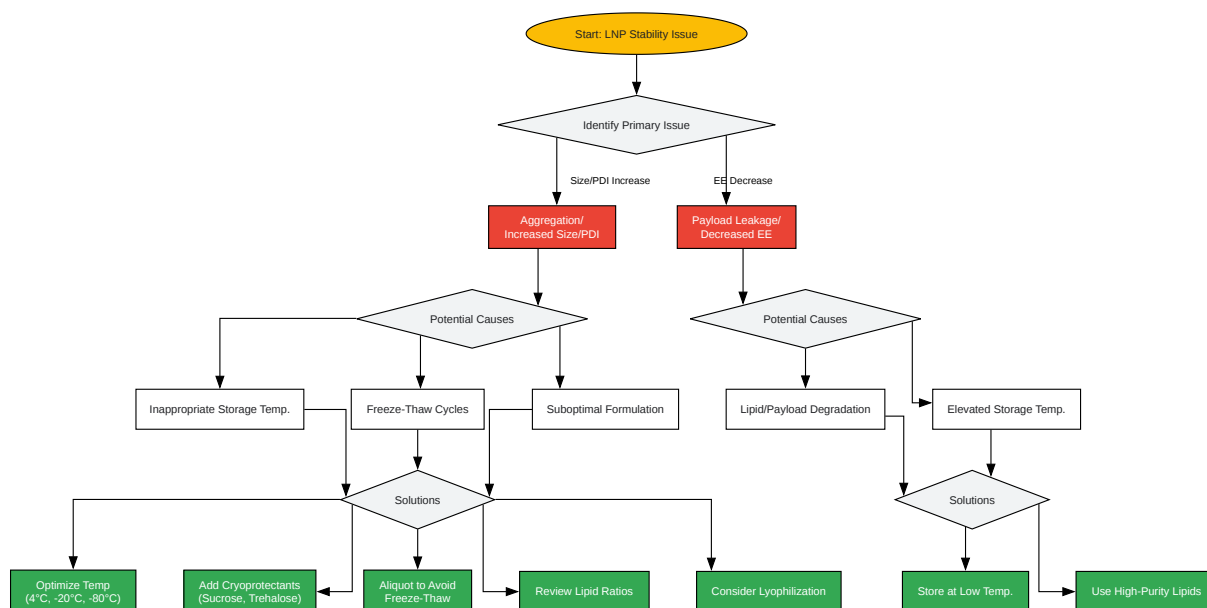 Start: LNP Stability Issue
Identify Primary Issue
Size/PDI Increase
EE Decrease
Aggregation/
Increased Size/PDI
Payload Leakage/
Decreased EE
Potential Causes
Potential Causes
Inappropriate Storage Temp.
Freeze-Thaw Cycles
Suboptimal Formulation
Lipid/Payload Degradation
Elevated Storage Temp.
Solutions
Solutions
Optimize Temp
(4°C, -20°C, -80°C)
Add Cryoprotectants
(Sucrose, Trehalose)
Aliquot to Avoid
Freeze-Thaw
Review Lipid Ratios
Consider Lyophilization
Store at Low Temp.
Use High-Purity Lipids